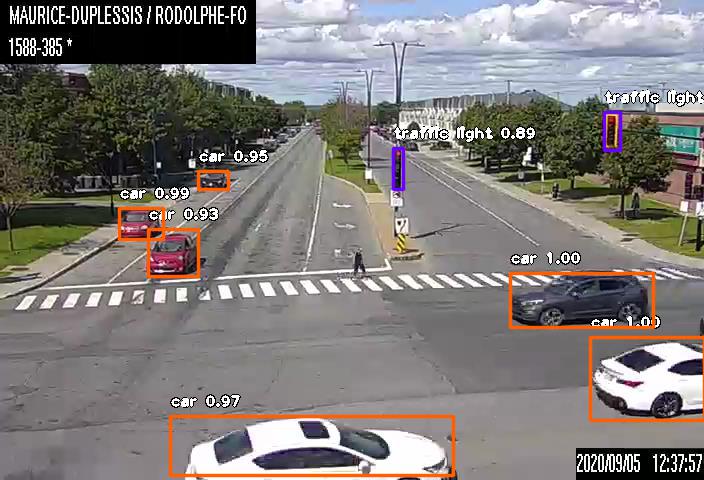 MAURICE-DUPLESSIS / RODOLPHE-FO
1588-385 *
traffic light
traffic light 0.89
car 0.95
car 0.99
car 0.93
car 1.00
car 1.00
car 0.97
2020/09/05 12:37:57